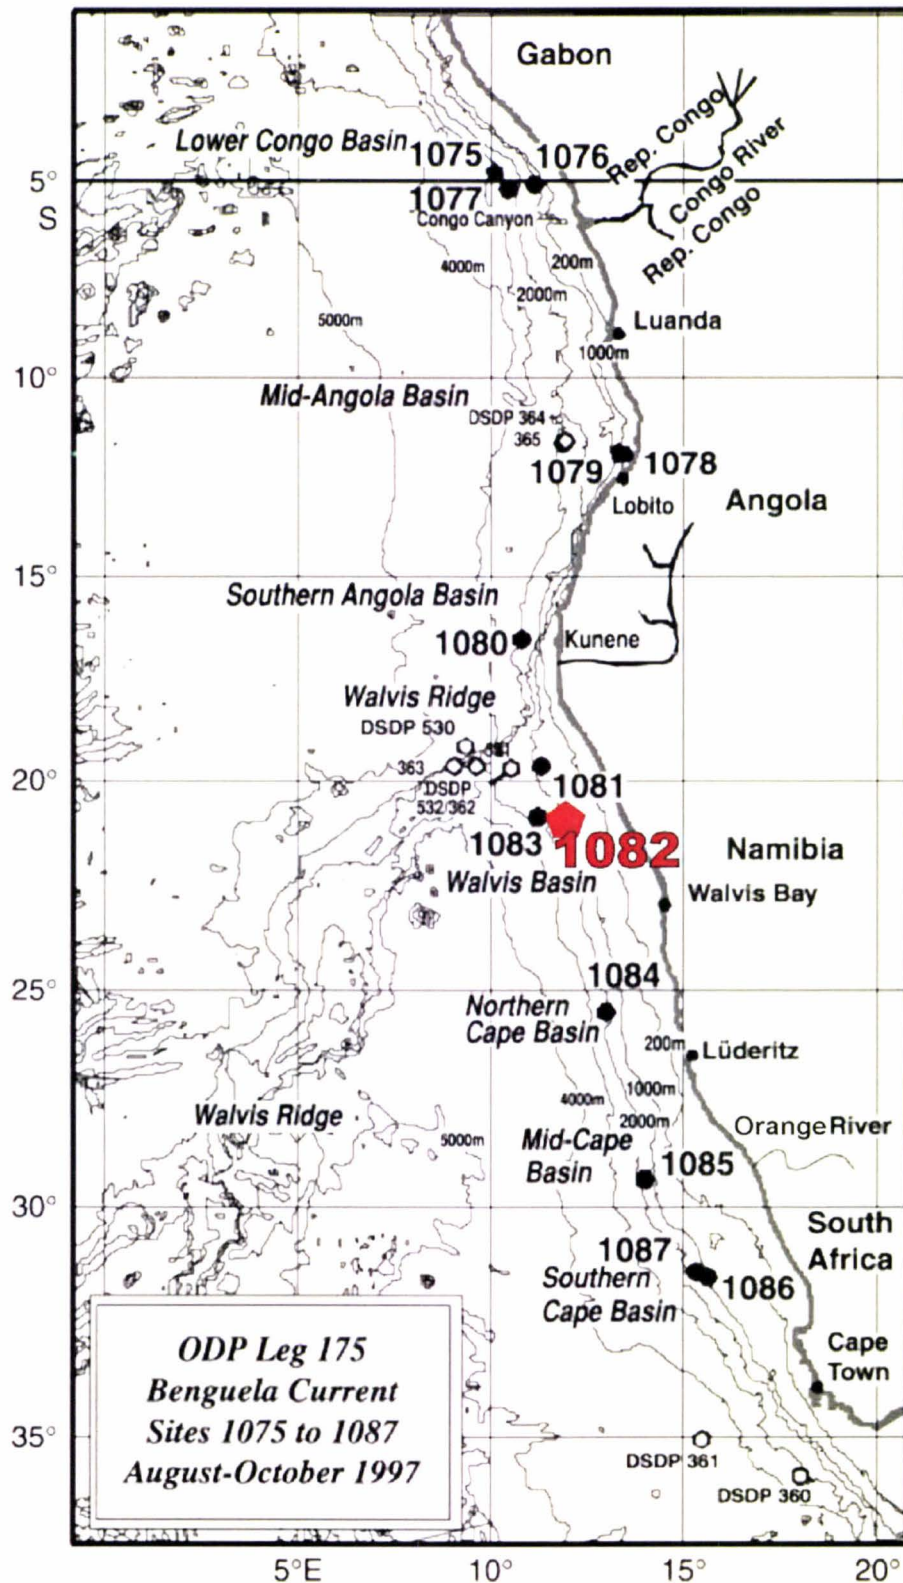 Gabon
Lower Congo Basin
1075
1076
Rep. Congo
Congo River
Rep. Congo
5°
S
1077
Congo Canyon
4000m
200m
2000m
5000m
Luanda
1000m
10°
Mid-Angola Basin
DSDP 364
365
1079
1078
Lobito
Angola
15°
Southern Angola Basin
1080
Kunene
Walvis Ridge
DSDP 530
363
20°
DSDP
532/362
1081
1083
1082
Namibia
Walvis Basin
Walvis Bay
25°
1084
Northern
Cape Basin
200m
Lüderitz
4000m
1000m
2000m
Walvis Ridge
5000m
Orange River
Mid-Cape
Basin
1085
30°
South
Africa
1087
1086
Southern
Cape Basin
Cape
Town
ODP Leg 175
Benguela Current
Sites 1075 to 1087
August-October 1997
35°
DSDP 361
DSDP 360
5°E
10°
15°
20°